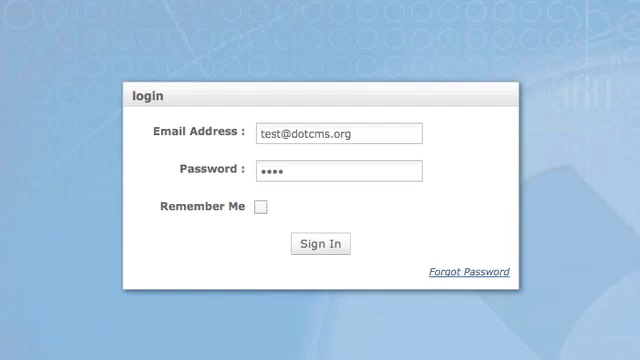 login
Email Address :
test@dotcms.org
Password :
••••
Remember Me
Sign In
Forgot Password